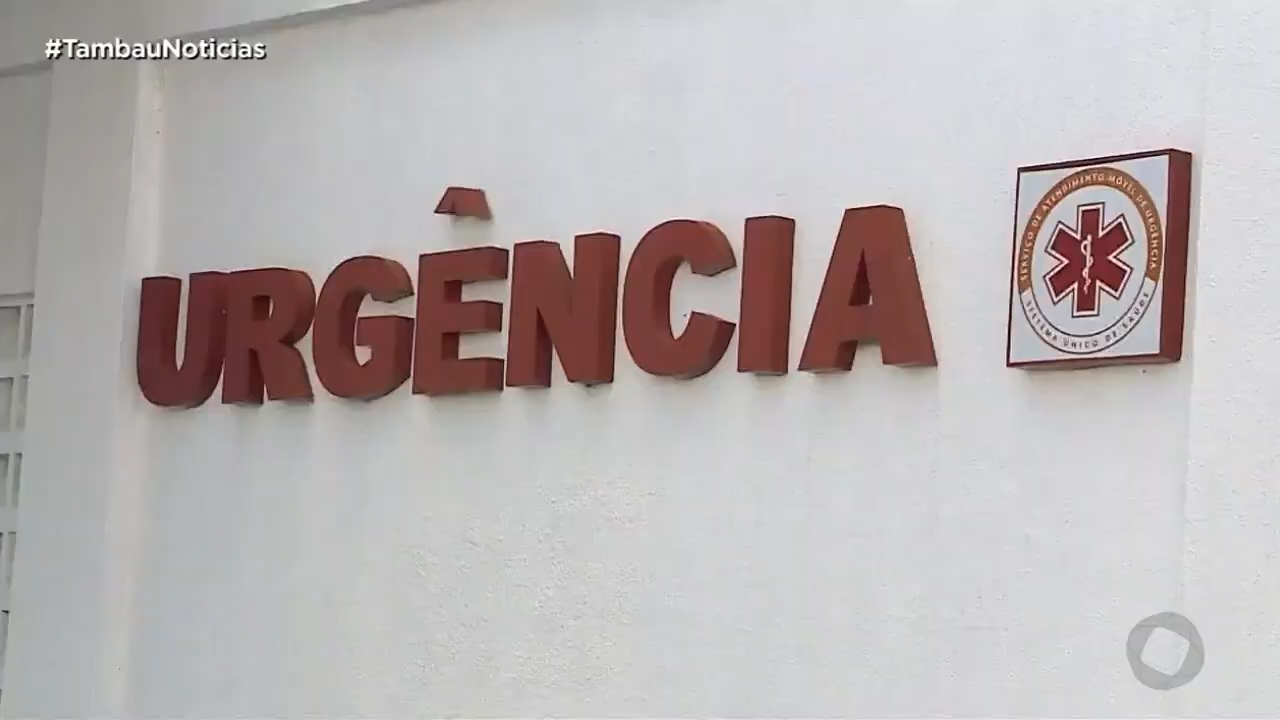 #TambauNoticias
URGÊNCIA
SERVIÇO DE ATENDIMENTO MÓVEL DE URGÊNCIA
SISTEMA ÚNICO DE SAÚDE